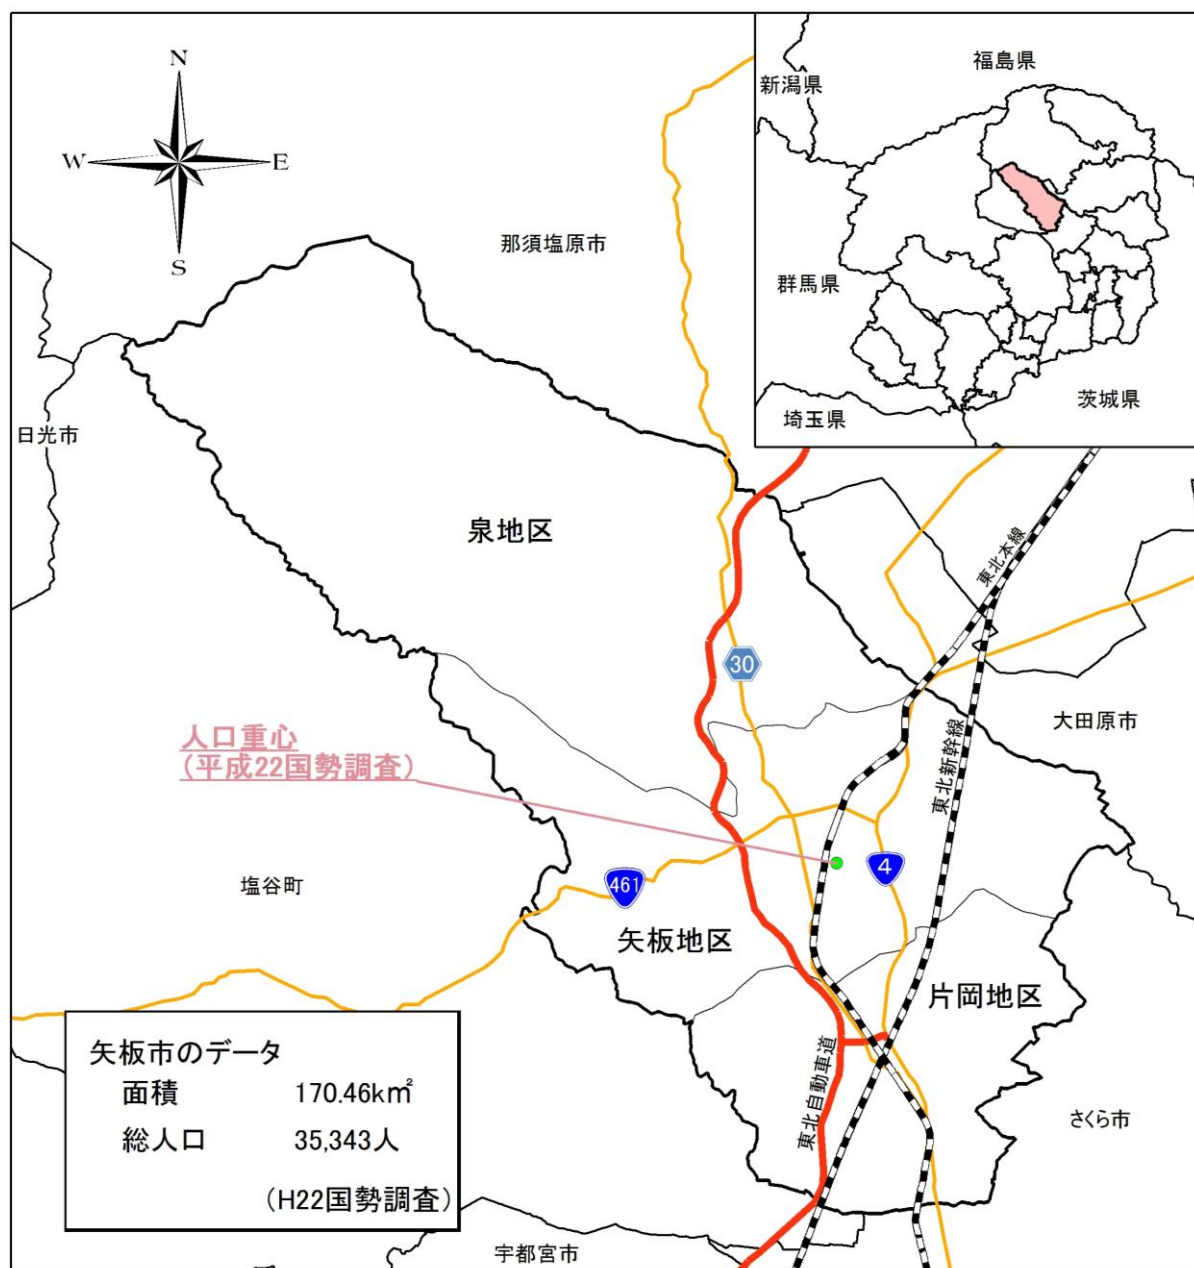 N
W
E
S
福島県
新潟県
群馬県
茨城県
埼玉県
那須塩原市
日光市
泉地区
東北本線
30
大田原市
東北新幹線
人口重心
(平成22国勢調査)
塩谷町
461
4
矢板地区
片岡地区
東北自動車道
さくら市
宇都宮市
矢板市のデータ
面積 170.46k㎡
総人口 35,343人
(H22国勢調査)